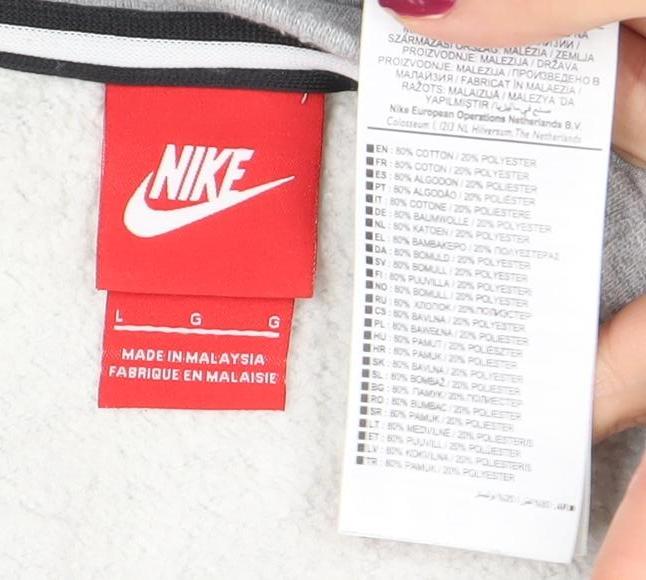 NIKE
L G G
MADE IN MALAYSIA
FABRIQUE EN MALAISIE
SZÁRMAZÁSI ORSZÁG: MALÉZIA / ZEMLJA
PROIZVODNJE: MALEZIJA / DRŽAVA
PROIZVODNJE: MALEZIJA / ПРОИЗВЕДЕНО В
МАЛАЙЗИЯ / FABRICAT ÎN MALAEZIA /
RAŽOTS: MALAIZIJĀ / MALEZYA'DA
YAPILMIŞTIR / صنع في ماليزيا
Nike European Operations Netherlands B.V.
Colosseum 1, 1213 NL Hilversum, The Netherlands
EN : 80% COTTON / 20% POLYESTER
FR : 80% COTON / 20% POLYESTER
ES : 80% ALGODON / 20% POLIÉSTER
PT : 80% ALGODÃO / 20% POLIÉSTER
IT : 80% COTONE / 20% POLIESTERE
DE : 80% BAUMWOLLE / 20% POLYESTER
NL : 80% KATOEN / 20% POLYESTER
EL : 80% ΒΑΜΒΑΚΕΡΟ / 20% ΠΟΛΥΕΣΤΕΡΑΣ
DA : 80% BOMULD / 20% POLYESTER
SV : 80% BOMULL / 20% POLYESTER
FI : 80% PUUVILLA / 20% POLYESTER
NO : 80% BOMULL / 20% POLYESTER
RU : 80% ХЛОПОК / 20% ПОЛИЭСТЕР
CS : 80% BAVLNA / 20% POLYESTER
PL : 80% BAWEŁNA / 20% POLIESTER
HU : 80% PAMUT / 20% POLIÉSZTER
HR : 80% PAMUK / 20% POLIESTER
SK : 80% BAVLNA / 20% POLYESTER
SL : 80% BOMBAŽ / 20% POLIESTER
BG : 80% ПАМУК / 20% ПОЛИЕСТЕР
RO : 80% BUMBAC / 20% POLIESTER
SR : 80% PAMUK / 20% POLIESTER
LT : 80% MEDVILNĖ / 20% POLIESTERIS
ET : 80% PUUVILL / 20% POLÜESTER
LV : 80% KOKVILNA / 20% POLIESTERIS
TR : 80% PAMUK / 20% POLYESTER